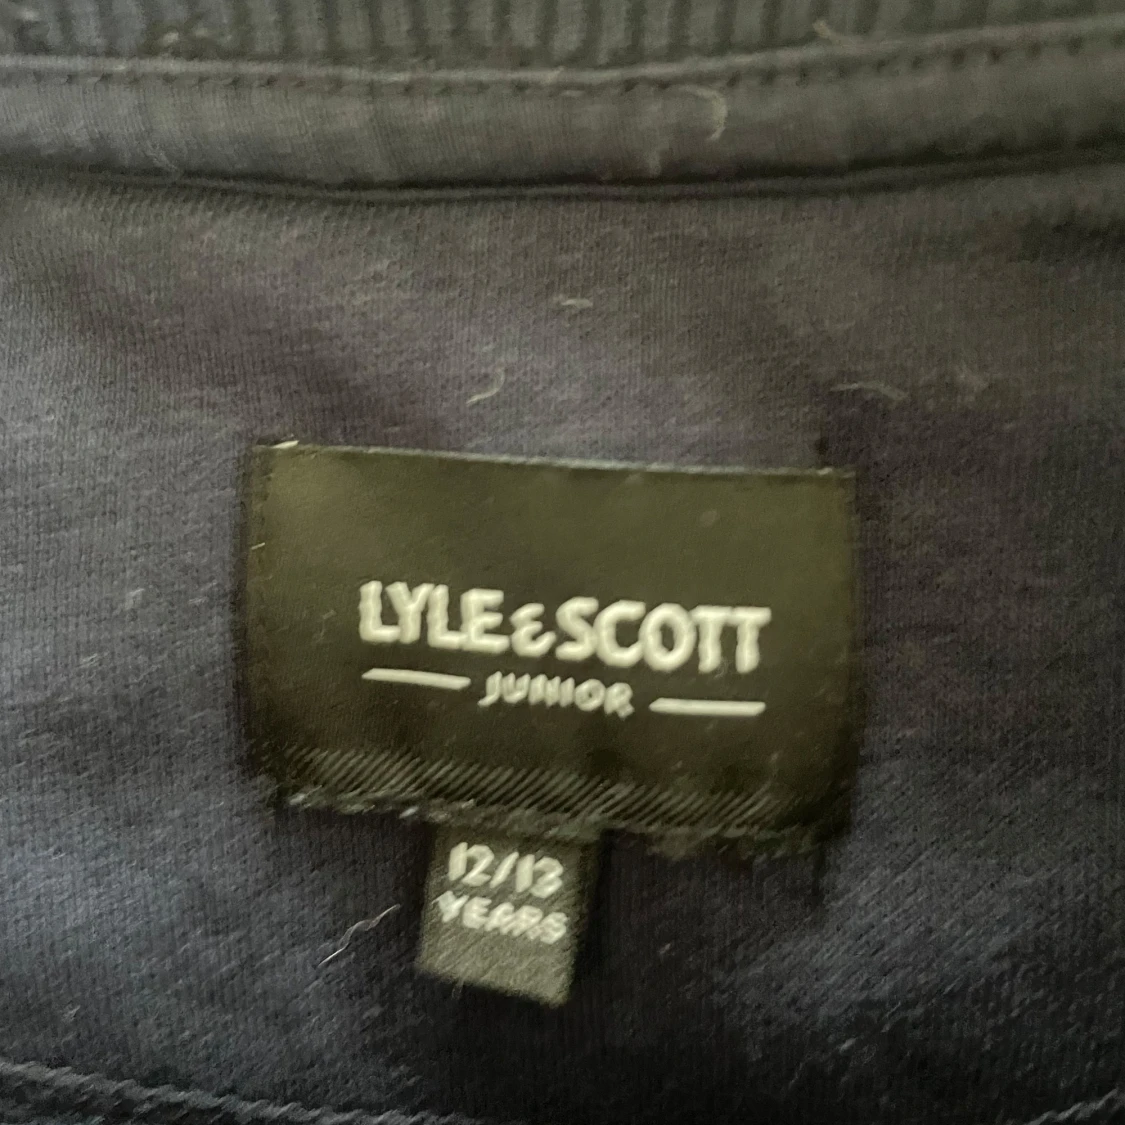 LYLE & SCOTT
JUNIOR
12/13
YEARS